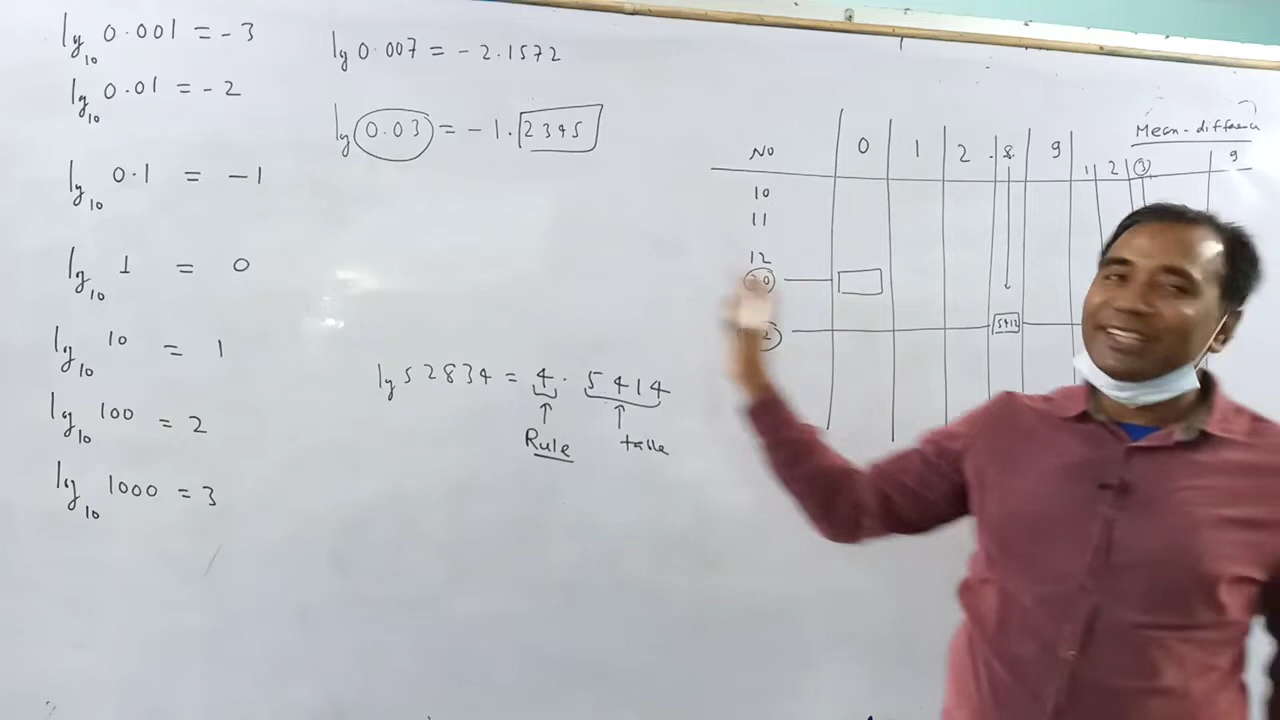 lg10 0.001 = -3
lg10 0.01 = -2
lg10 0.1 = -1
lg10 1 = 0
lg10 10 = 1
lg10 100 = 2
lg10 1000 = 3
lg 0.007 = -2.1572
lg 0.03 = -1.2345
lg 52834 = 4.5414
Rule table
Mean-difference
NO 0 1 2 . 8. 9 1 2 3 9
10
11
12
5412